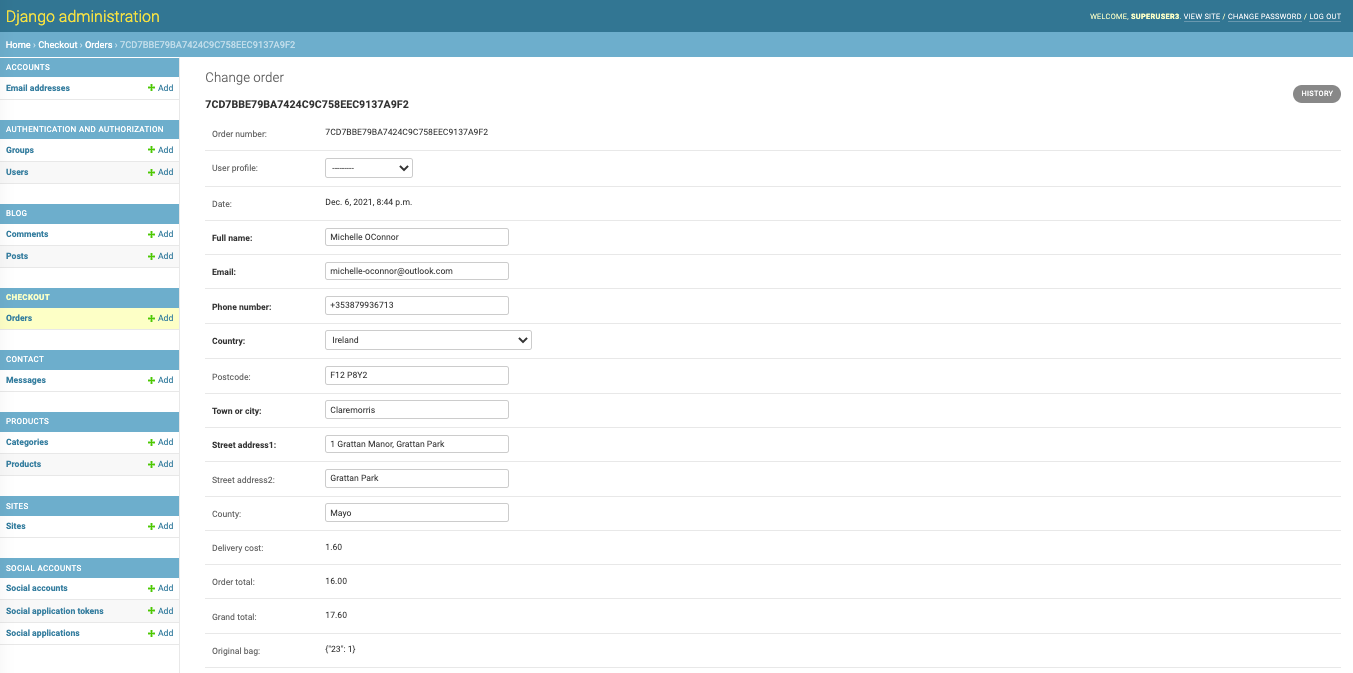 Django administration
WELCOME, SUPERUSER3. VIEW SITE / CHANGE PASSWORD / LOG OUT
Home › Checkout › Orders › 7CD7BBE79BA7424C9C758EEC9137A9F2
ACCOUNTS
Email addresses + Add
AUTHENTICATION AND AUTHORIZATION
Groups + Add
Users + Add
BLOG
Comments + Add
Posts + Add
CHECKOUT
Orders + Add
CONTACT
Messages + Add
PRODUCTS
Categories + Add
Products + Add
SITES
Sites + Add
SOCIAL ACCOUNTS
Social accounts + Add
Social application tokens + Add
Social applications + Add
Change order
HISTORY
7CD7BBE79BA7424C9C758EEC9137A9F2
Order number: 7CD7BBE79BA7424C9C758EEC9137A9F2
User profile: ---------
Date: Dec. 6, 2021, 8:44 p.m.
Full name: Michelle OConnor
Email: michelle-oconnor@outlook.com
Phone number: +353879936713
Country: Ireland
Postcode: F12 P8Y2
Town or city: Claremorris
Street address1: 1 Grattan Manor, Grattan Park
Street address2: Grattan Park
County: Mayo
Delivery cost: 1.60
Order total: 16.00
Grand total: 17.60
Original bag: {"23": 1}